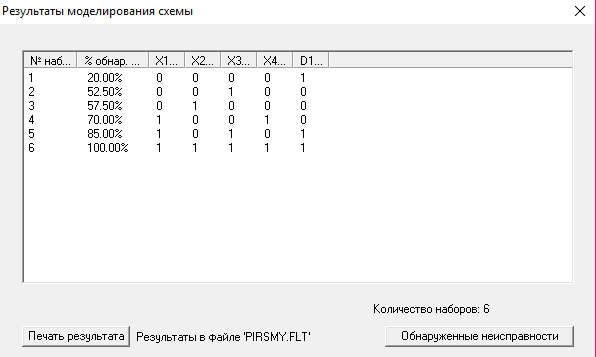 Результаты моделирования схемы
№ наб... % обнар. ... X1... X2... X3... X4... D1...
1 20.00% 0 0 0 0 1
2 52.50% 0 0 1 0 0
3 57.50% 0 1 0 0 0
4 70.00% 1 0 0 1 0
5 85.00% 1 0 1 0 1
6 100.00% 1 1 1 1 1
Количество наборов: 6
Печать результата Результаты в файле 'PIRSMY.FLT' Обнаруженные неисправности